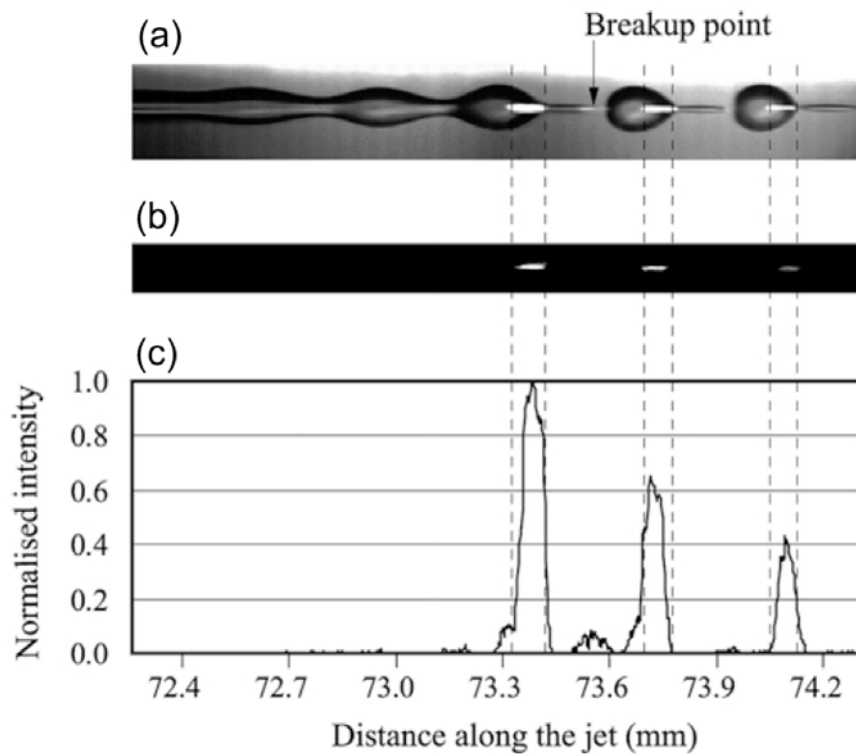 (a)
Breakup point
(b)
(c)
Normalised intensity
1.0
0.8
0.6
0.4
0.2
0.0
72.4 72.7 73.0 73.3 73.6 73.9 74.2
Distance along the jet (mm)